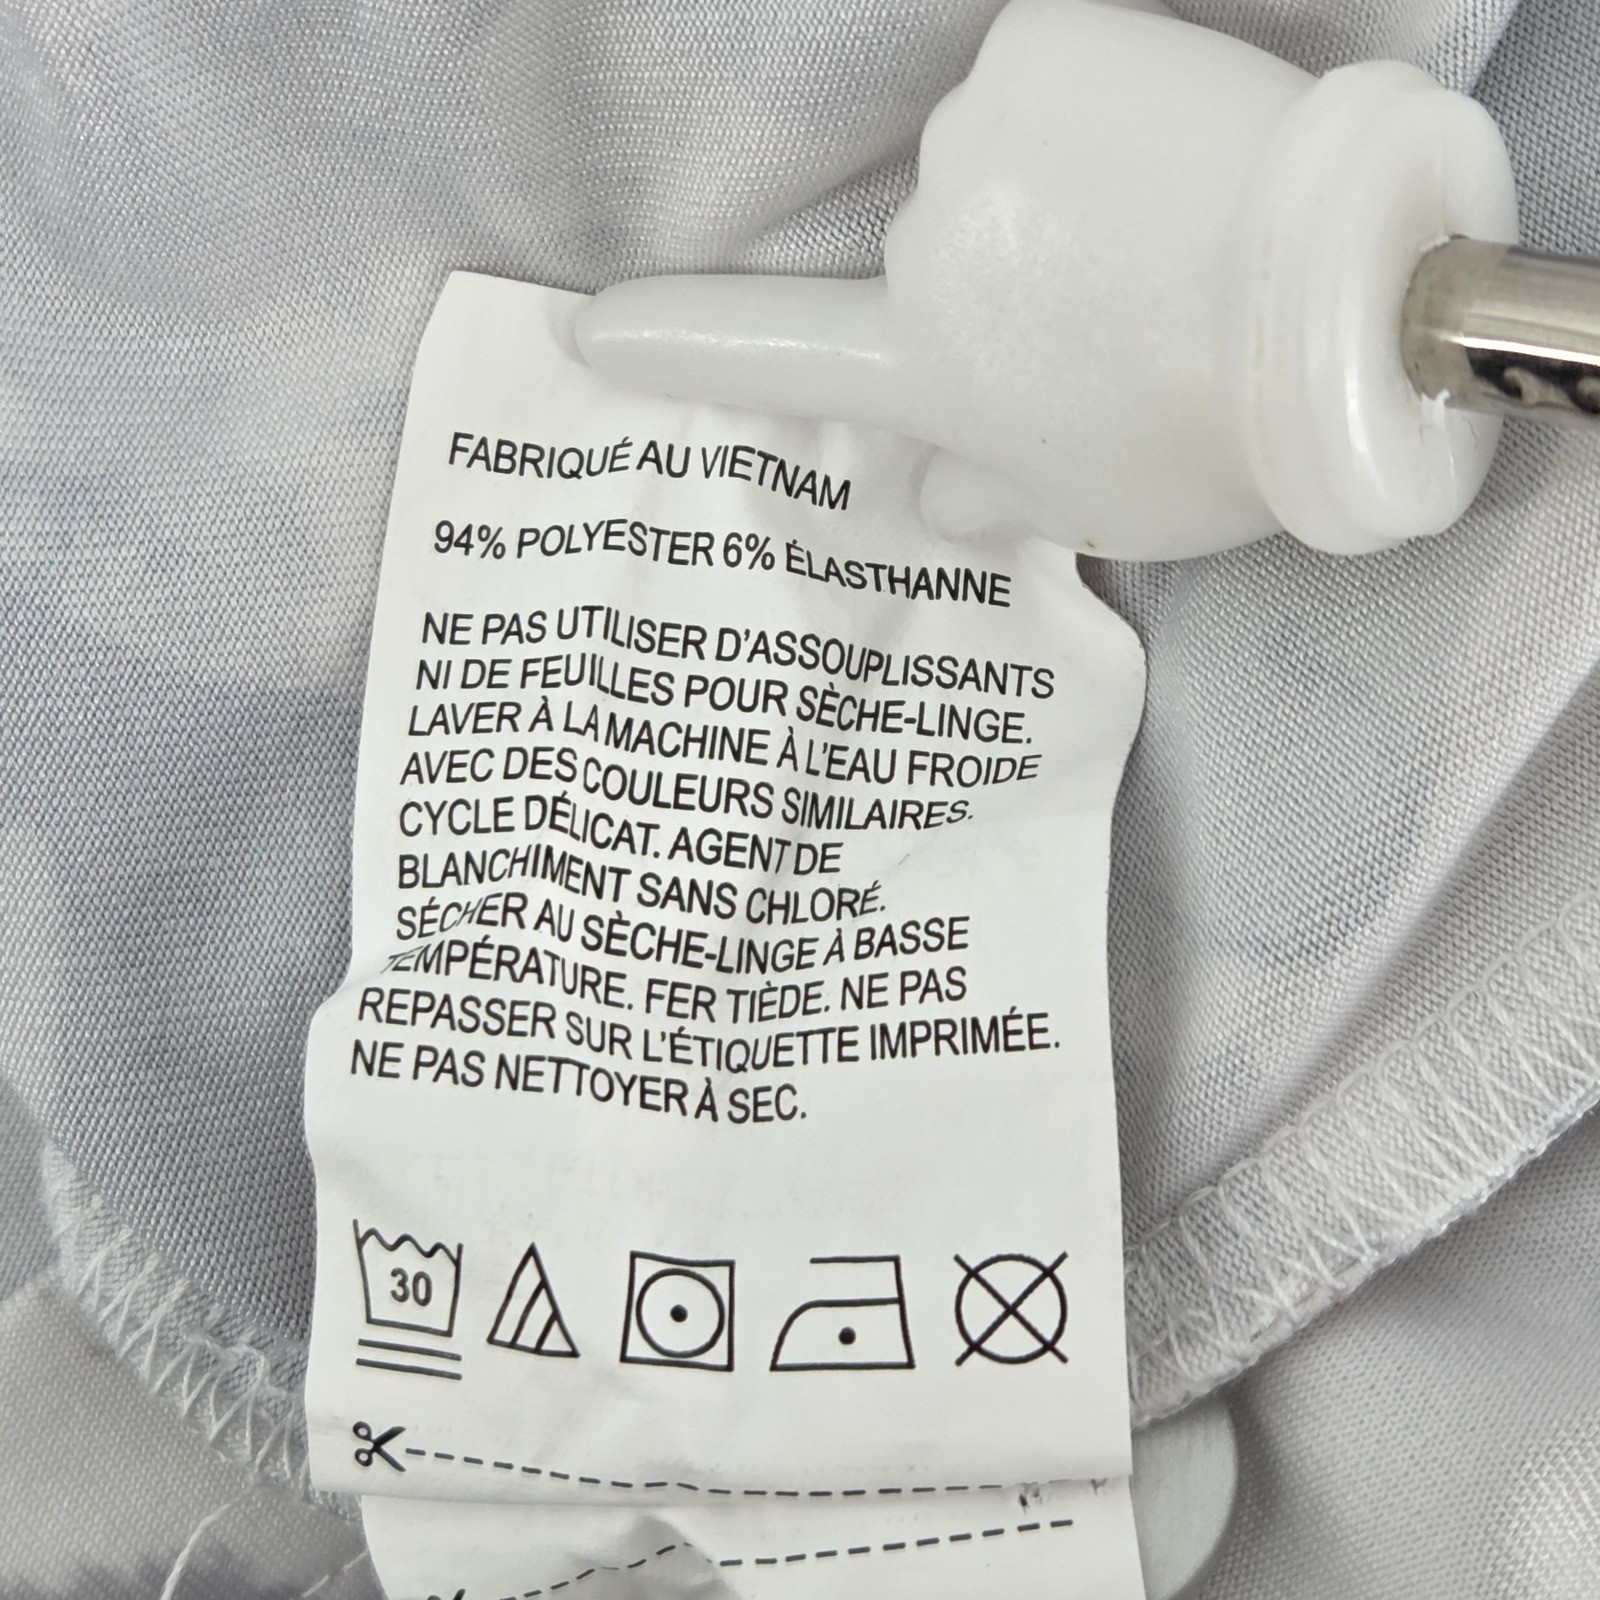 FABRIQUÉ AU VIETNAM
94% POLYESTER 6% ÉLASTHANNE
NE PAS UTILISER D'ASSOUPLISSANTS
NI DE FEUILLES POUR SÈCHE-LINGE.
LAVER À LA MACHINE À L'EAU FROIDE
AVEC DES COULEURS SIMILAIRES.
CYCLE DÉLICAT. AGENT DE
BLANCHIMENT SANS CHLORÉ.
SÉCHER AU SÈCHE-LINGE À BASSE
TEMPÉRATURE. FER TIÈDE. NE PAS
REPASSER SUR L'ÉTIQUETTE IMPRIMÉE.
NE PAS NETTOYER À SEC.
30